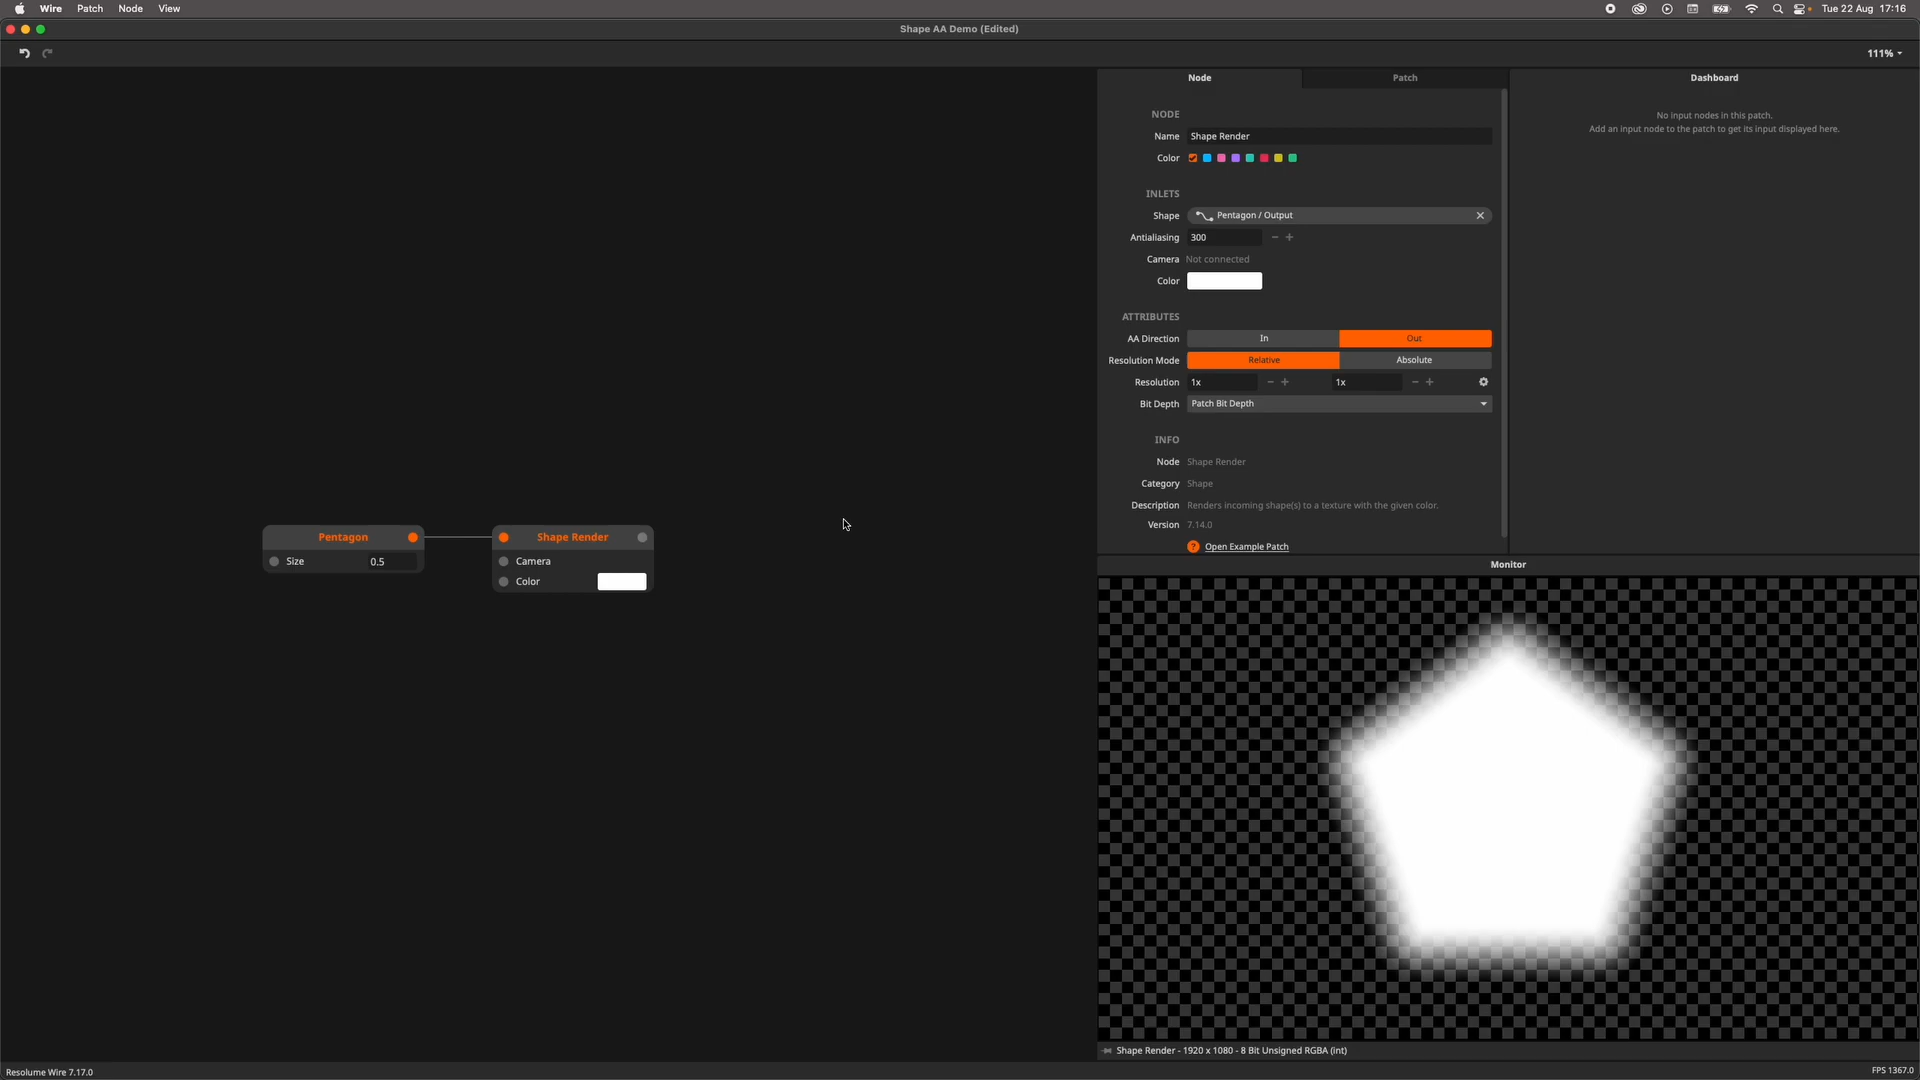 Wire Patch Node View Tue 22 Aug 17:16
Shape AA Demo (Edited)
111%
Node Patch Dashboard
No input nodes in this patch.
Add an input node to the patch to get its input displayed here.
NODE
Name Shape Render
Color
INLETS
Shape Pentagon / Output
Antialiasing 300
Camera Not connected
Color
ATTRIBUTES
AA Direction In Out
Resolution Mode Relative Absolute
Resolution 1x 1x
Bit Depth Patch Bit Depth
INFO
Node Shape Render
Category Shape
Description Renders incoming shape(s) to a texture with the given color.
Version 7.14.0
? Open Example Patch
Pentagon
Size 0.5
Shape Render
Camera
Color
Monitor
Shape Render - 1920 x 1080 - 8 Bit Unsigned RGBA (int)
Resolume Wire 7.17.0 FPS 1367.0